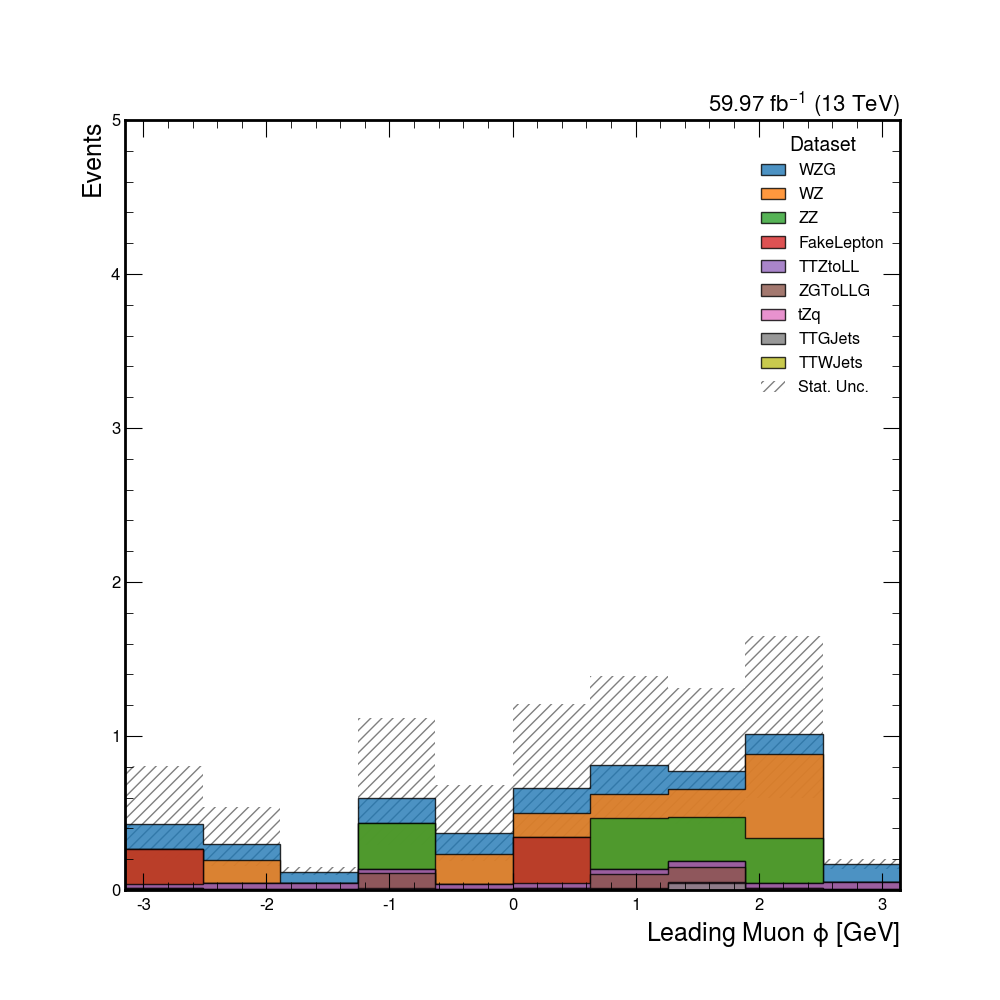 59.97 fb⁻¹ (13 TeV)
Events
5
4
3
2
1
0
Dataset
WZG
WZ
ZZ
FakeLepton
TTZtoLL
ZGToLLG
tZq
TTGJets
TTWJets
Stat. Unc.
-3 -2 -1 0 1 2 3
Leading Muon ϕ [GeV]